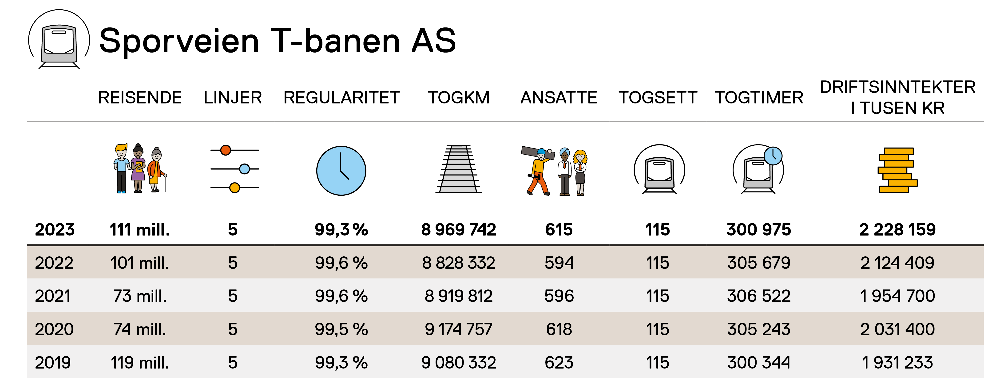 Sporveien T-banen AS
REISENDE LINJER REGULARITET TOGKM ANSATTE TOGSETT TOGTIMER DRIFTSINNTEKTER
I TUSEN KR
2023 111 mill. 5 99,3 % 8 969 742 615 115 300 975 2 228 159
2022 101 mill. 5 99,6 % 8 828 332 594 115 305 679 2 124 409
2021 73 mill. 5 99,6 % 8 919 812 596 115 306 522 1 954 700
2020 74 mill. 5 99,5 % 9 174 757 618 115 305 243 2 031 400
2019 119 mill. 5 99,3 % 9 080 332 623 115 300 344 1 931 233